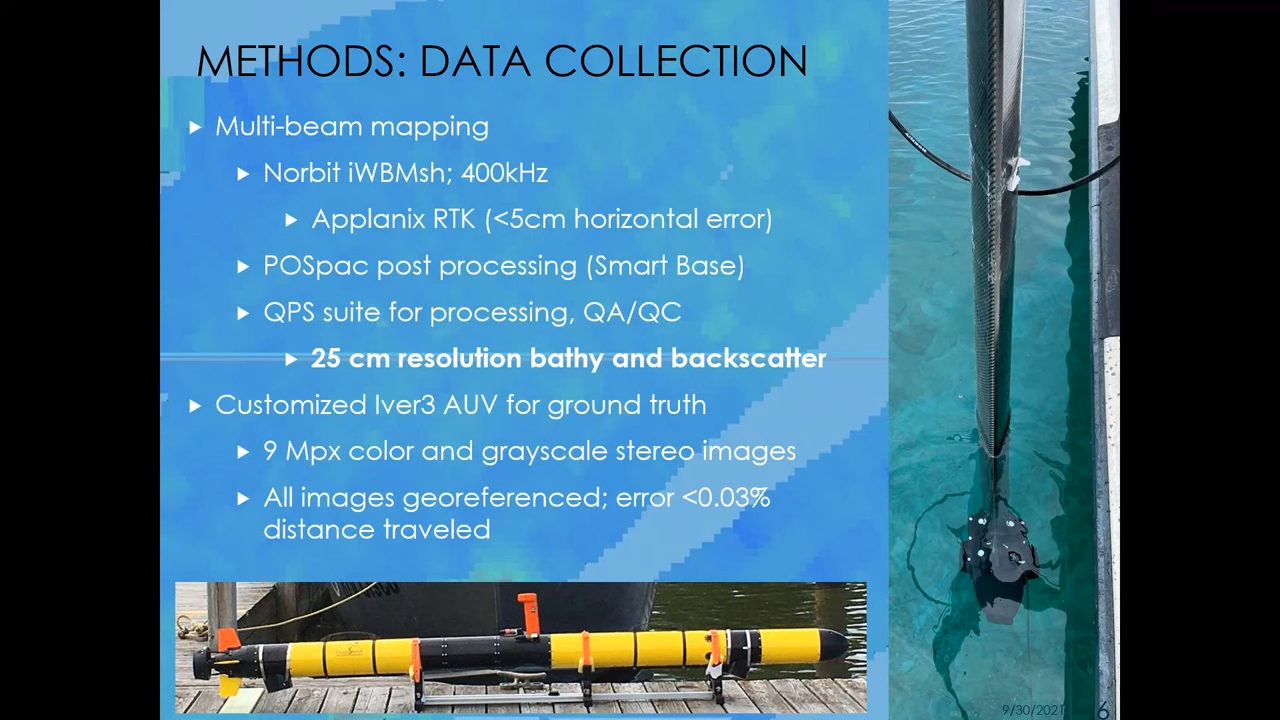 METHODS: DATA COLLECTION
Multi-beam mapping
Norbit iWBMsh; 400kHz
Applanix RTK (<5cm horizontal error)
POSpac post processing (Smart Base)
QPS suite for processing, QA/QC
25 cm resolution bathy and backscatter
Customized Iver3 AUV for ground truth
9 Mpx color and grayscale stereo images
All images georeferenced; error <0.03%
distance traveled
9/30/2021
6